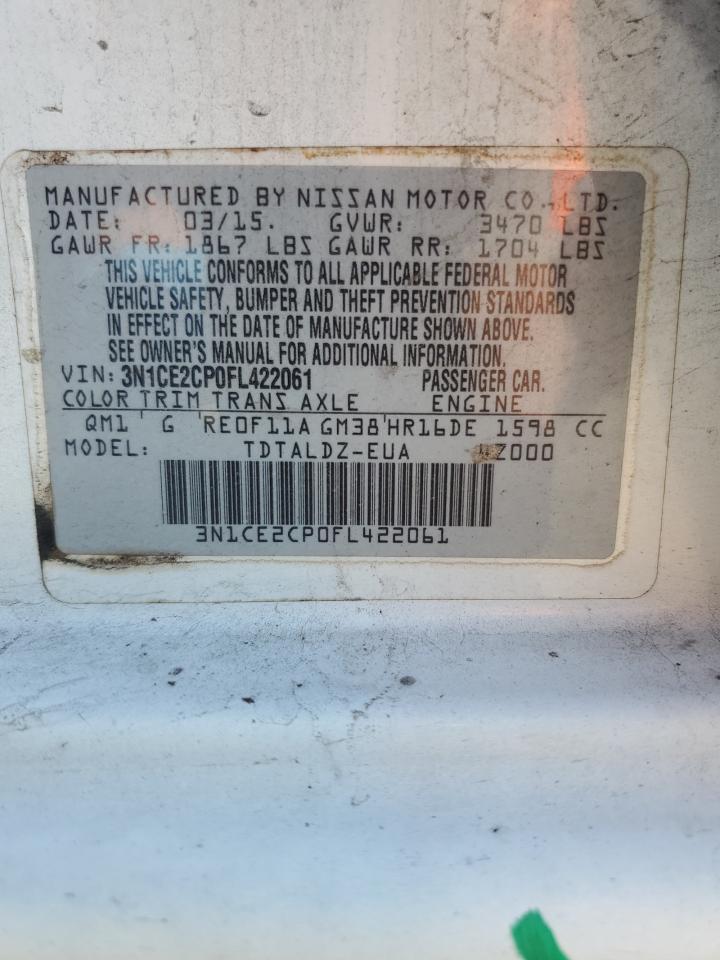 MANUFACTURED BY NISSAN MOTOR CO.,LTD.
DATE: 03/15. GVWR: 3470 LBS
GAWR FR: 1867 LBS GAWR RR: 1704 LBS
THIS VEHICLE CONFORMS TO ALL APPLICABLE FEDERAL MOTOR
VEHICLE SAFETY, BUMPER AND THEFT PREVENTION STANDARDS
IN EFFECT ON THE DATE OF MANUFACTURE SHOWN ABOVE.
SEE OWNER'S MANUAL FOR ADDITIONAL INFORMATION.
VIN: 3N1CE2CP0FL422061 PASSENGER CAR.
COLOR TRIM TRANS AXLE ENGINE
QM1 G RE0F11A GM38 HR16DE 1598 CC
MODEL: TDTALDZ-EUA
3N1CE2CP0FL422061